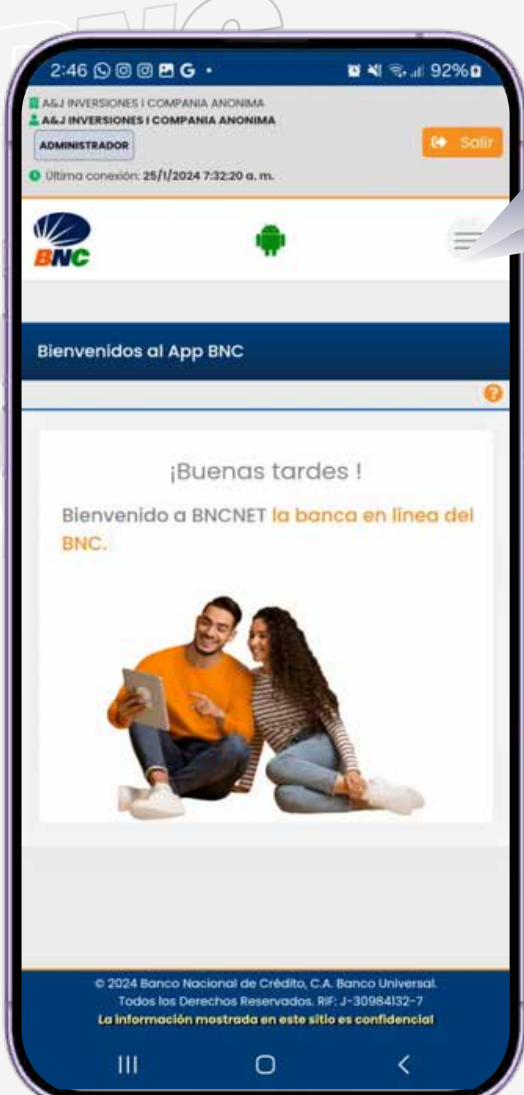 BNC
2:46
92%
A&J INVERSIONES I COMPANIA ANONIMA
A&J INVERSIONES I COMPANIA ANONIMA
ADMINISTRADOR
Salir
Última conexión: 25/1/2024 7:32:20 a. m.
BNC
Bienvenidos al App BNC
?
¡Buenas tardes !
Bienvenido a BNCNET la banca en línea del
BNC.
© 2024 Banco Nacional de Crédito, C.A. Banco Universal.
Todos los Derechos Reservados. RIF: J-30984132-7
La información mostrada en este sitio es confidencial